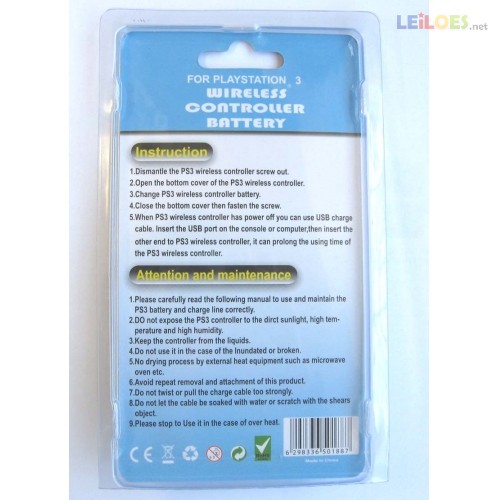 LEiLOES.net
FOR PLAYSTATION® 3
WIRELESS
CONTROLLER
BATTERY
Instruction
1.Dismantle the PS3 wireless controller screw out.
2.Open the bottom cover of the PS3 wireless controller.
3.Change PS3 wireless controller battery.
4.Close the bottom cover then fasten the screw.
5.When PS3 wireless controller has power off you can use USB charge
cable. Insert the USB port on the console or computer,then insert the
other end to PS3 wireless controller, it can prolong the using time of
the PS3 wireless controller.
Attention and maintenance
1.Please carefully read the following manual to use and maintain the
PS3 battery and charge line correctly.
2.DO not expose the PS3 controller to the dirct sunlight, high tem-
perature and high humidity.
3.Keep the controller from the liquids.
4.Do not use it in the case of the Inundated or broken.
5.No drying process by external heat equipment such as microwave
oven etc.
6.Avoid repeat removal and attachment of this product.
7.Do not twist or pull the charge cable too strongly.
8.Do not let the cable be soaked with water or scratch with the shears
object.
9.Please stop to Use it in the case of over heat.
CE
6 298336 501887
Made in China